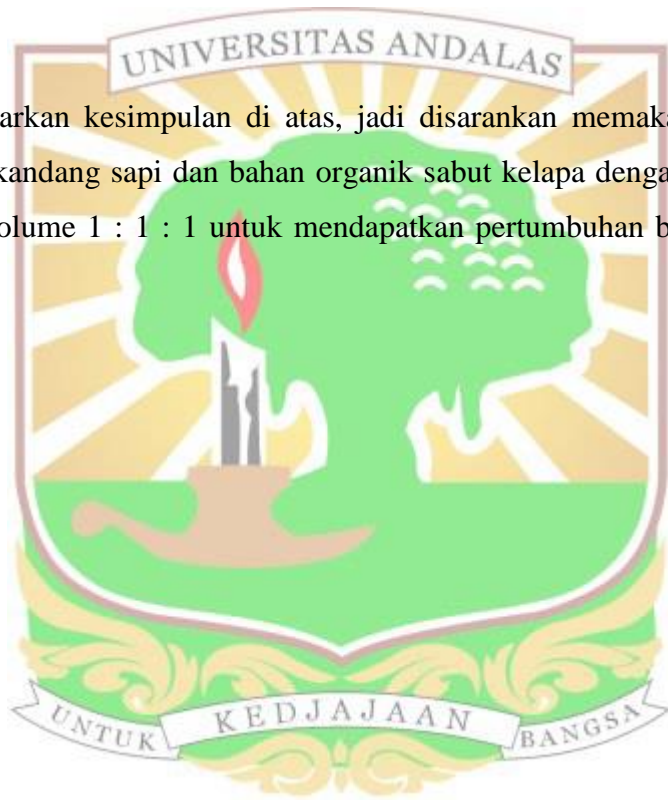 UNIVERSITAS ANDALAS
arkan kesimpulan di atas, jadi disarankan memaka
kandang sapi dan bahan organik sabut kelapa denga
olume 1 : 1 : 1 untuk mendapatkan pertumbuhan b
UNTUK KEDJAJAAN BANGSA